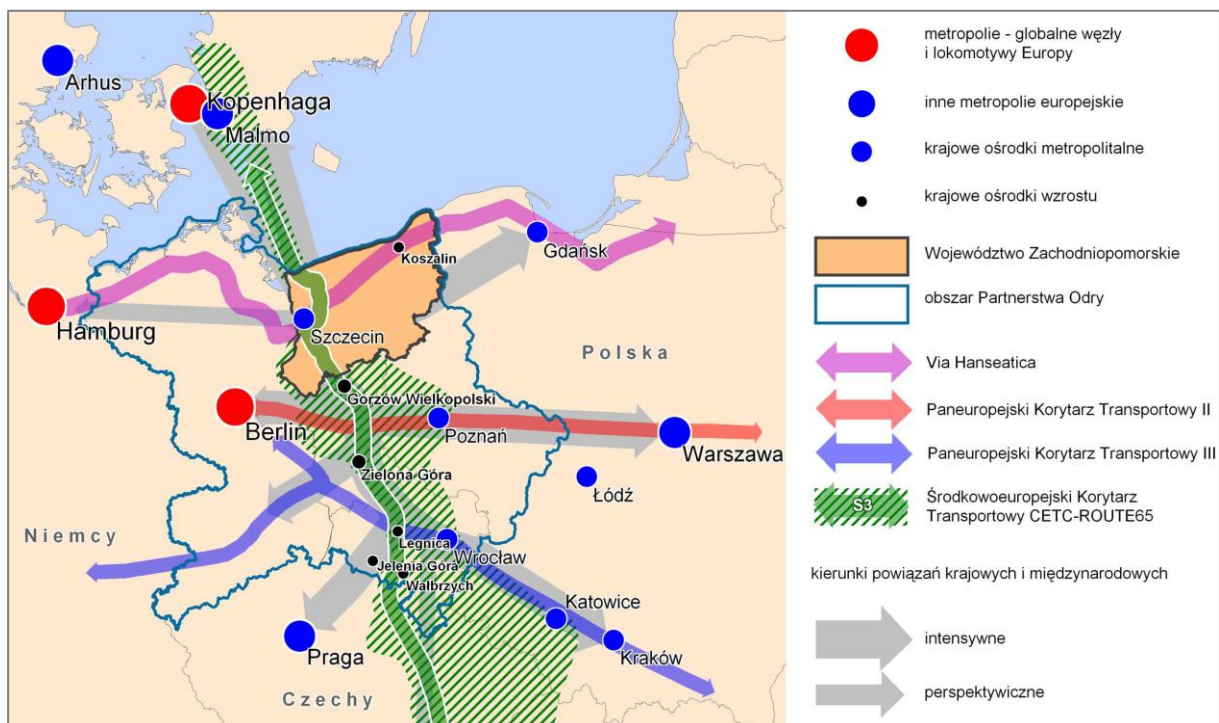 Arhus
Kopenhaga
Malmo
Gdańsk
Koszalin
Hamburg
Szczecin
Polska
Gorzów Wielkopolski
Berlin
Poznań
Warszawa
Zielona Góra
Łódź
Niemcy
Legnica
Wrocław
Jelenia Góra
Wałbrzych
Katowice
Praga
Kraków
Czechy
metropolie - globalne węzły
i lokomotywy Europy
inne metropolie europejskie
krajowe ośrodki metropolitalne
krajowe ośrodki wzrostu
Województwo Zachodniopomorskie
obszar Partnerstwa Odry
Via Hanseatica
Paneuropejski Korytarz Transportowy II
Paneuropejski Korytarz Transportowy III
S3
Środkowoeuropejski Korytarz
Transportowy CETC-ROUTE65
kierunki powiązań krajowych i międzynarodowych
intensywne
perspektywiczne